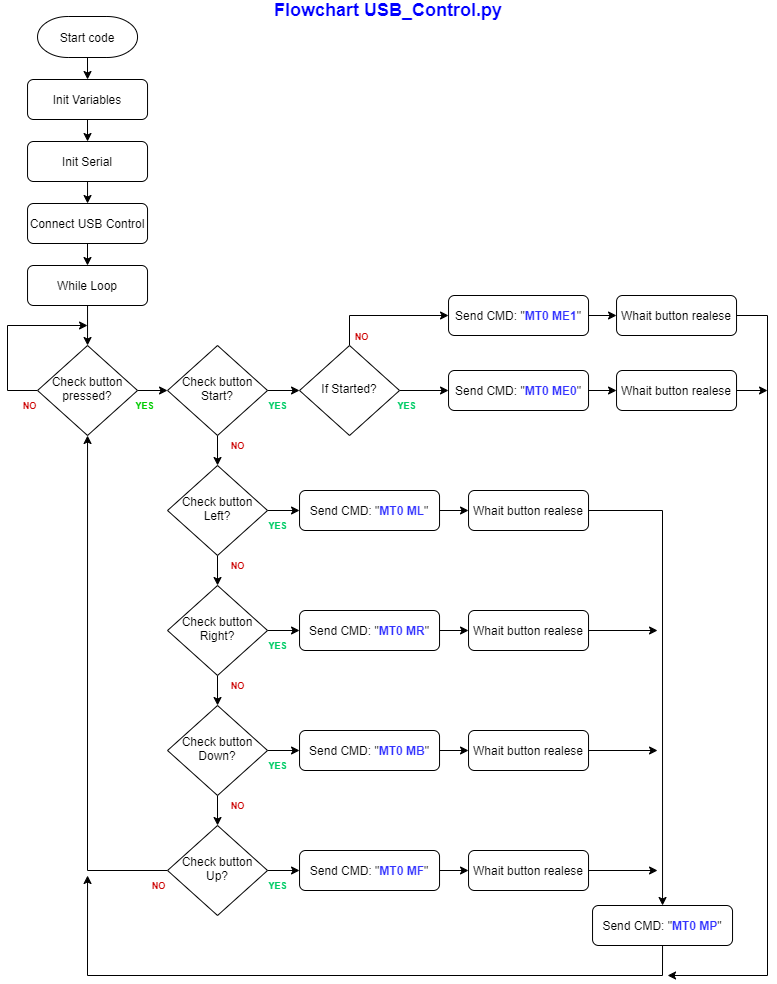 Flowchart USB_Control.py
Start code
Init Variables
Init Serial
Connect USB Control
While Loop
Send CMD: "MT0 ME1"
Whait button realese
NO
Check button
pressed?
NO
YES
Check button
Start?
YES
If Started?
YES
Send CMD: "MT0 ME0"
Whait button realese
NO
Check button
Left?
YES
Send CMD: "MT0 ML"
Whait button realese
NO
Check button
Right?
YES
Send CMD: "MT0 MR"
Whait button realese
NO
Check button
Down?
YES
Send CMD: "MT0 MB"
Whait button realese
NO
Check button
Up?
NO
YES
Send CMD: "MT0 MF"
Whait button realese
Send CMD: "MT0 MP"